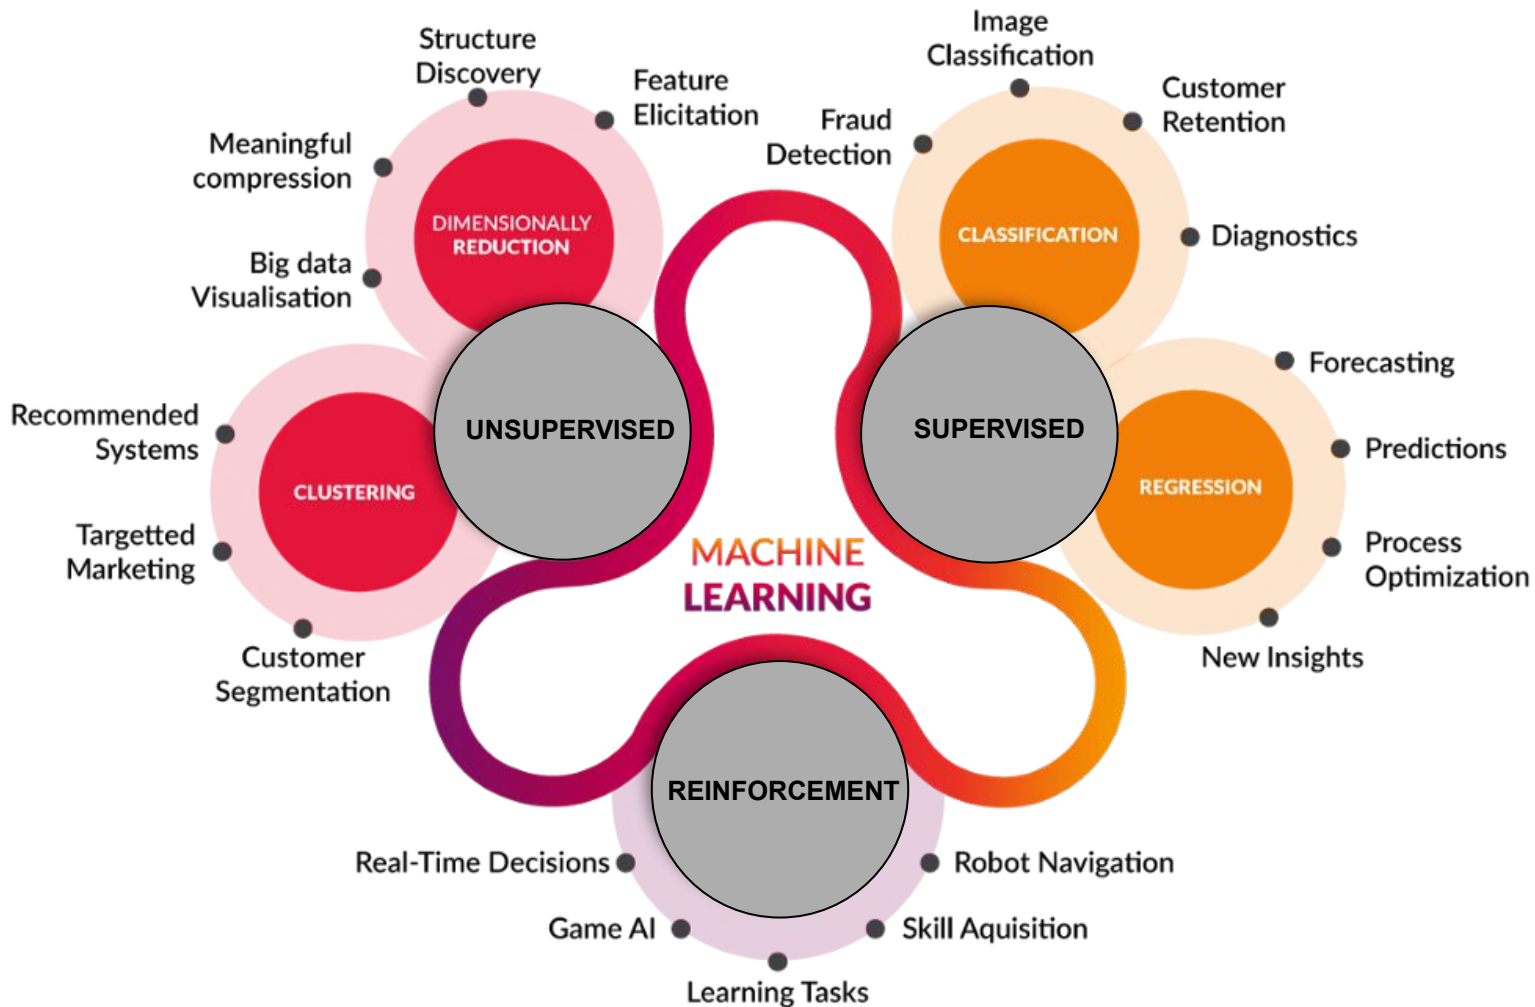 Structure
Discovery
Feature
Elicitation
Meaningful
compression
Big data
Visualisation
DIMENSIONALLY
REDUCTION
Recommended
Systems
Targetted
Marketing
Customer
Segmentation
CLUSTERING
UNSUPERVISED
Image
Classification
Customer
Retention
Fraud
Detection
Diagnostics
CLASSIFICATION
SUPERVISED
Forecasting
Predictions
Process
Optimization
New Insights
REGRESSION
MACHINE
LEARNING
REINFORCEMENT
Real-Time Decisions
Robot Navigation
Game AI
Skill Aquisition
Learning Tasks